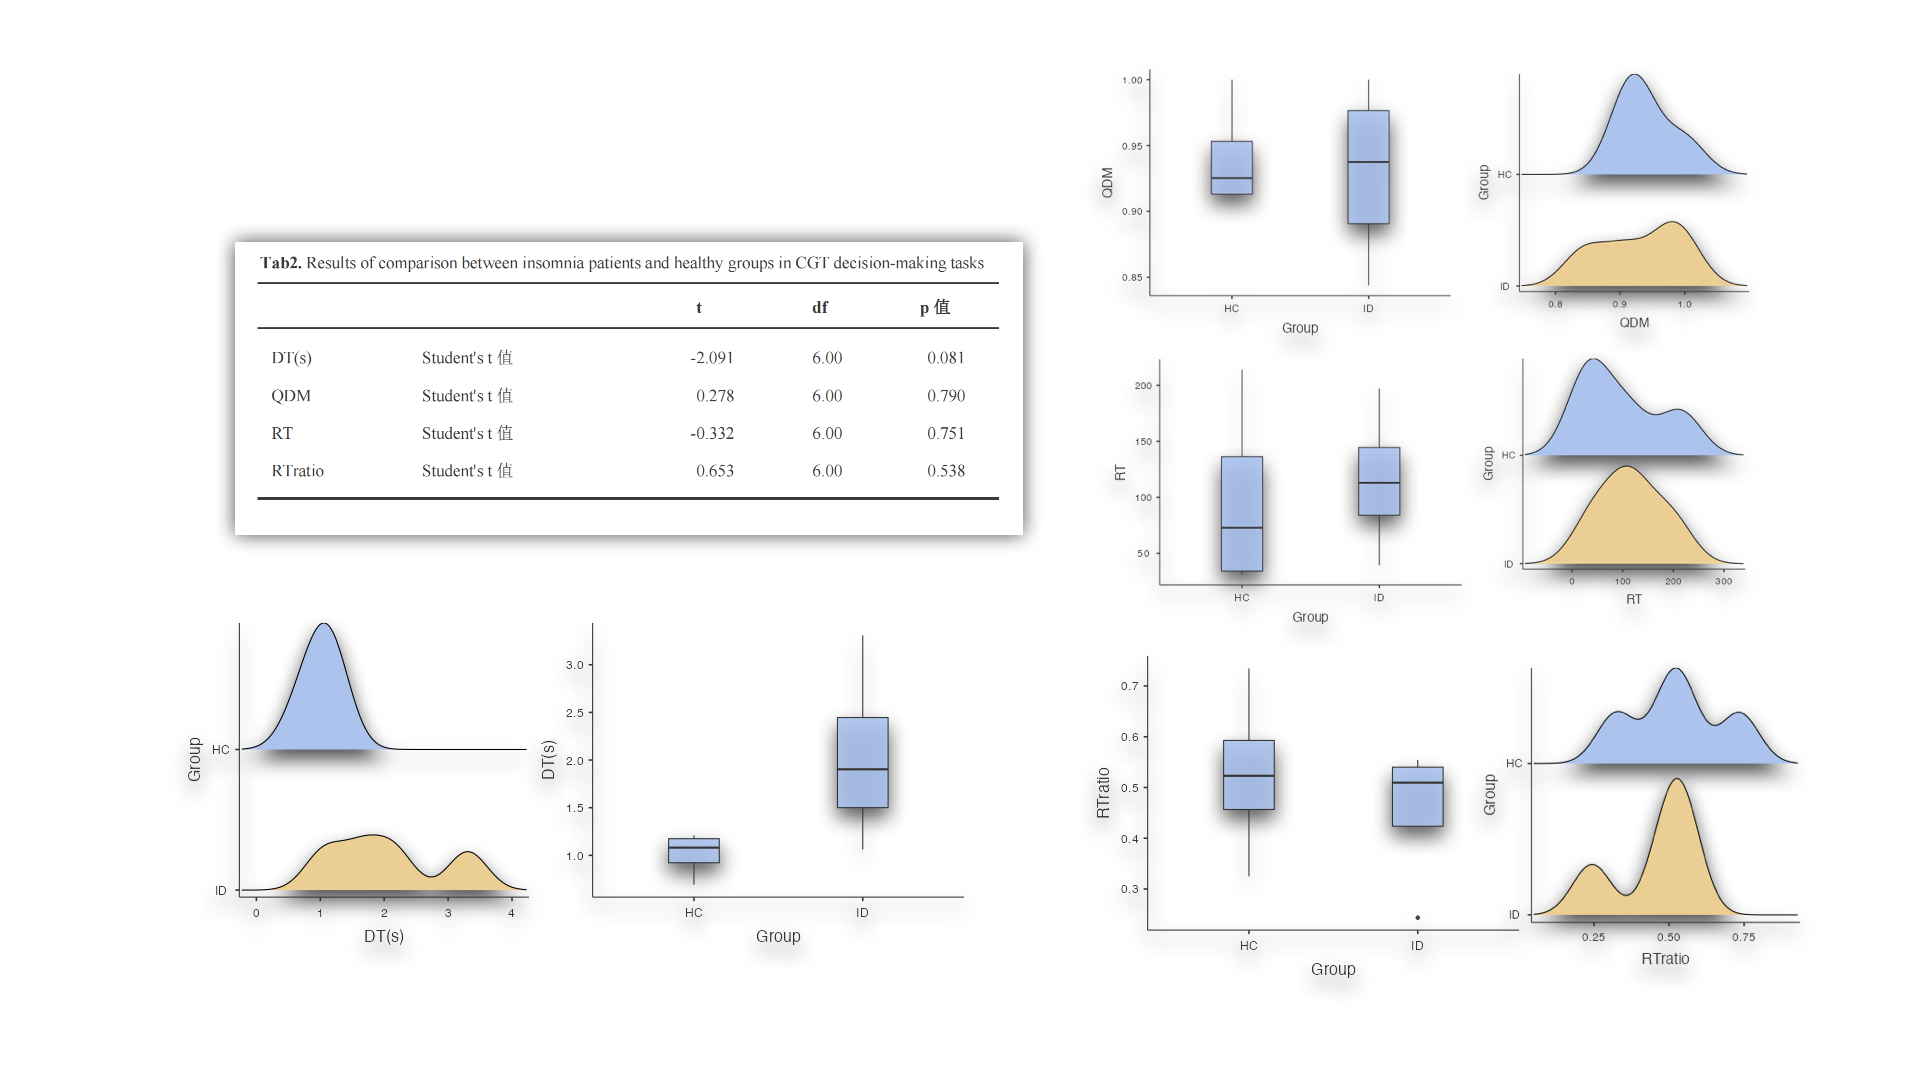 Tab2. Results of comparison between insomnia patients and healthy groups in CGT decision-making tasks
t df p 值
DT(s) Student's t 值 -2.091 6.00 0.081
QDM Student's t 值 0.278 6.00 0.790
RT Student's t 值 -0.332 6.00 0.751
RTratio Student's t 值 0.653 6.00 0.538
Group
HC
ID
0 1 2 3 4
DT(s)
DT(s)
3.0
2.5
2.0
1.5
1.0
HC ID
Group
QDM
1.00
0.95
0.90
0.85
HC ID
Group
Group
HC
ID
0.8 0.9 1.0
QDM
RT
200
150
100
50
HC ID
Group
Group
HC
ID
0 100 200 300
RT
RTratio
0.7
0.6
0.5
0.4
0.3
HC ID
Group
Group
HC
ID
0.25 0.50 0.75
RTratio